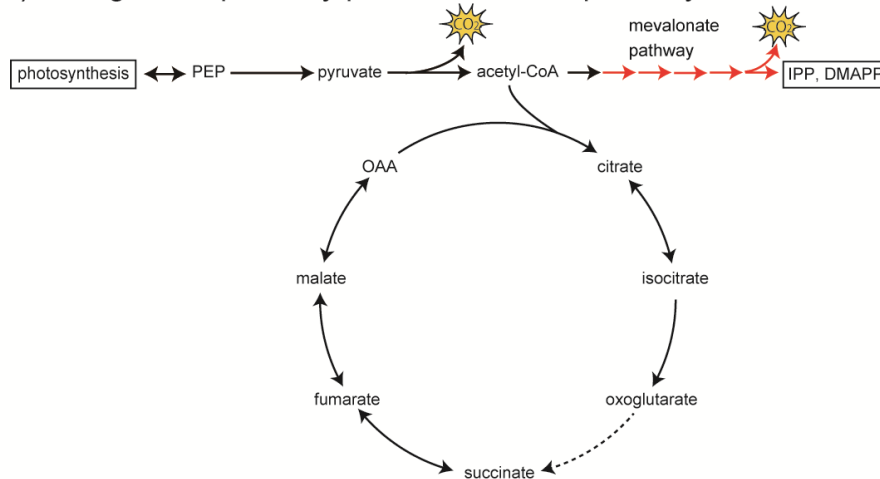 CO2
CO2
mevalonate
pathway
photosynthesis
PEP
pyruvate
acetyl-CoA
IPP, DMAPP
OAA
citrate
malate
isocitrate
fumarate
oxoglutarate
succinate